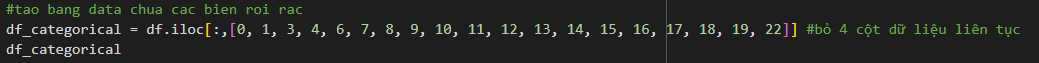 #tao bang data chua cac bien roi rac
df_categorical = df.iloc[:,[0, 1, 3, 4, 6, 7, 8, 9, 10, 11, 12, 13, 14, 15, 16, 17, 18, 19, 22]] #bỏ 4 cột dữ liệu liên tục
df_categorical